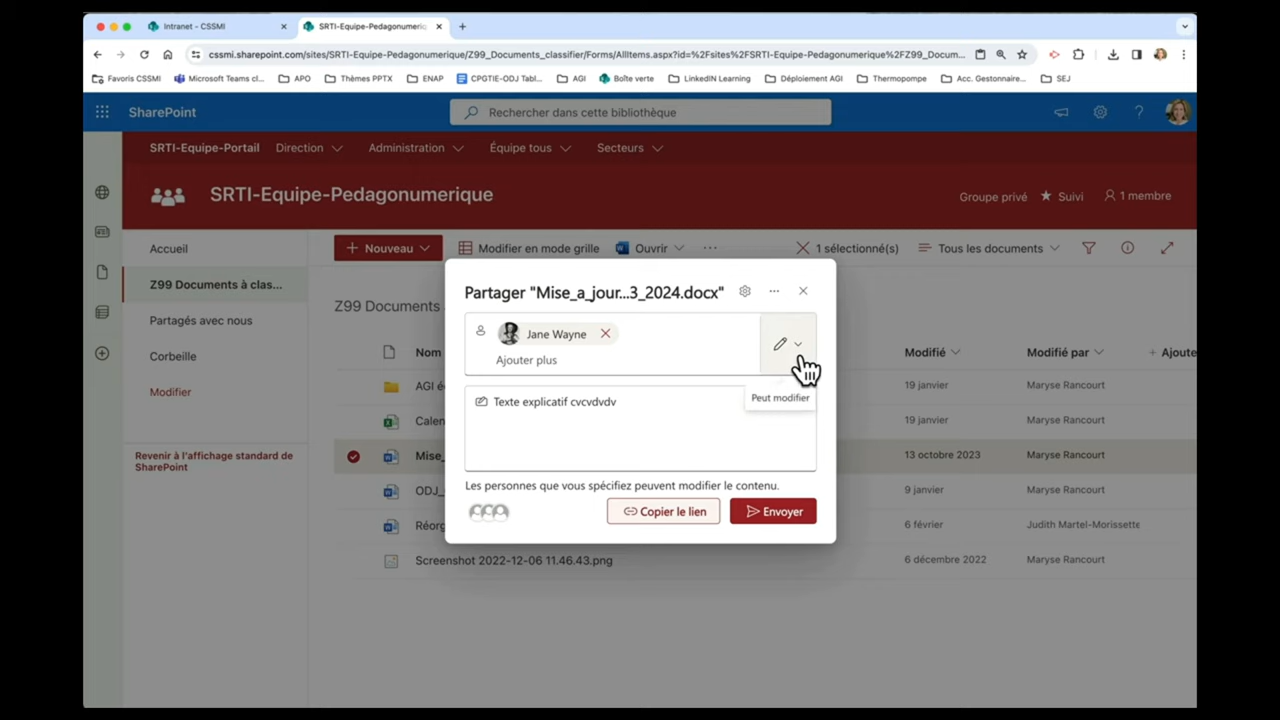 Intranet - CSSMI
SRTI-Equipe-Pedagonumeriq
cssmi.sharepoint.com/sites/SRTI-Equipe-Pedagonumerique/Z99_Documents_classifier/Forms/AllItems.aspx?id=%2Fsites%2FSRTI-Equipe-Pedagonumerique%2FZ99_Docum...
Favoris CSSMI Microsoft Teams cl... APO Thèmes PPTX ENAP CPGTIE-ODJ Tabl... AGI Boîte verte LinkedIN Learning Déploiement AGI Thermopompe Acc. Gestonnaire... SEJ
SharePoint
Rechercher dans cette bibliothèque
SRTI-Equipe-Portail Direction Administration Équipe tous Secteurs
SRTI-Equipe-Pedagonumerique
Groupe privé Suivi 1 membre
Accueil
Z99 Documents à clas...
Partagés avec nous
Corbeille
Modifier
Revenir à l'affichage standard de
SharePoint
+ Nouveau Modifier en mode grille Ouvrir ... 1 sélectionné(s) Tous les documents
Z99 Documents
Nom Modifié Modifié par + Ajoute
AGI 19 janvier Maryse Rancourt
Calen 19 janvier Maryse Rancourt
Mise_ 13 octobre 2023 Maryse Rancourt
ODJ_ 9 janvier Maryse Rancourt
Réorg 6 février Judith Martel-Morissette
Screenshot 2022-12-06 11.46.43.png 6 décembre 2022 Maryse Rancourt
Partager "Mise_a_jour...3_2024.docx"
Jane Wayne
Ajouter plus
Peut modifier
Texte explicatif cvcvdvdv
Les personnes que vous spécifiez peuvent modifier le contenu.
Copier le lien Envoyer